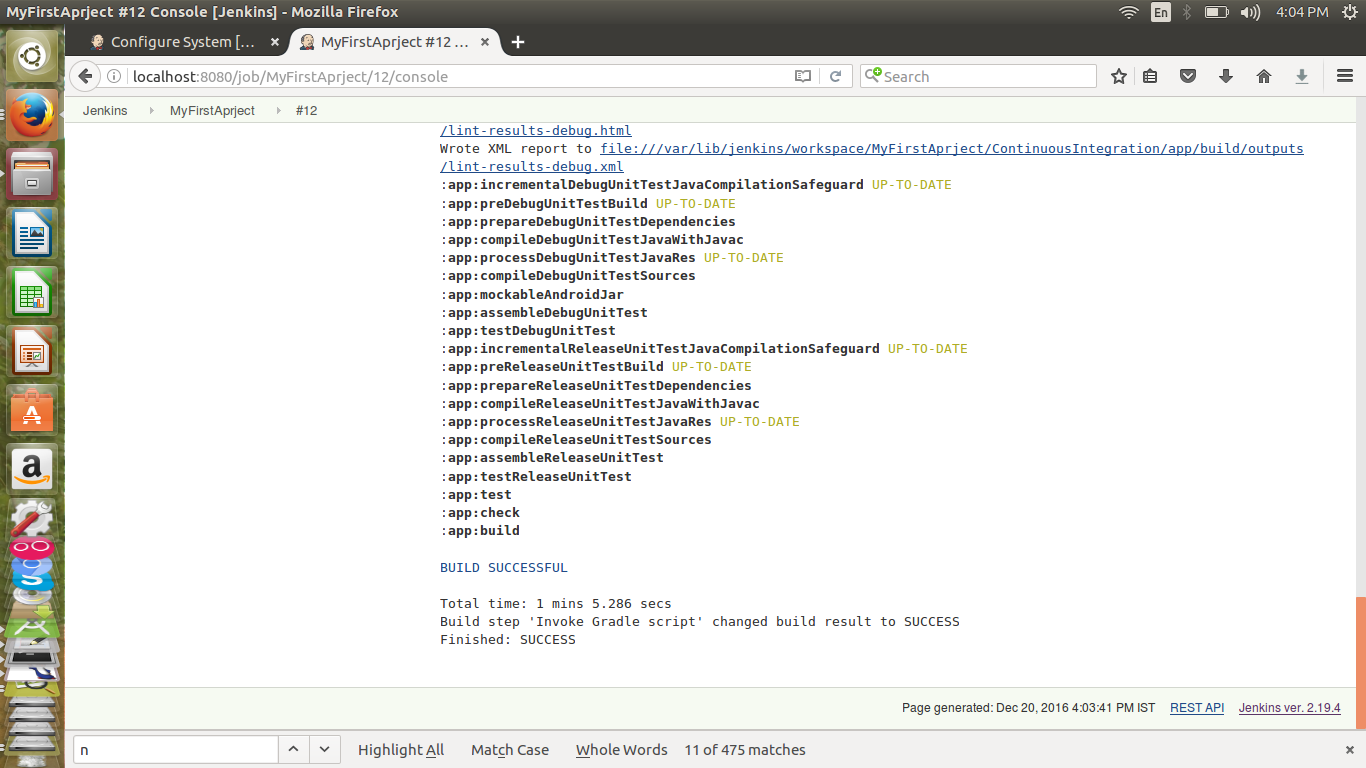 MyFirstAprject #12 Console [Jenkins] - Mozilla Firefox
En
4:04 PM
Configure System [...
MyFirstAprject #12 ...
localhost:8080/job/MyFirstAprject/12/console
Search
Jenkins
MyFirstAprject
#12
/lint-results-debug.html
Wrote XML report to file:///var/lib/jenkins/workspace/MyFirstAprject/ContinuousIntegration/app/build/outputs
/lint-results-debug.xml
:app:incrementalDebugUnitTestJavaCompilationSafeguard UP-TO-DATE
:app:preDebugUnitTestBuild UP-TO-DATE
:app:prepareDebugUnitTestDependencies
:app:compileDebugUnitTestJavaWithJavac
:app:processDebugUnitTestJavaRes UP-TO-DATE
:app:compileDebugUnitTestSources
:app:mockableAndroidJar
:app:assembleDebugUnitTest
:app:testDebugUnitTest
:app:incrementalReleaseUnitTestJavaCompilationSafeguard UP-TO-DATE
:app:preReleaseUnitTestBuild UP-TO-DATE
:app:prepareReleaseUnitTestDependencies
:app:compileReleaseUnitTestJavaWithJavac
:app:processReleaseUnitTestJavaRes UP-TO-DATE
:app:compileReleaseUnitTestSources
:app:assembleReleaseUnitTest
:app:testReleaseUnitTest
:app:test
:app:check
:app:build
BUILD SUCCESSFUL
Total time: 1 mins 5.286 secs
Build step 'Invoke Gradle script' changed build result to SUCCESS
Finished: SUCCESS
Page generated: Dec 20, 2016 4:03:41 PM IST
REST API
Jenkins ver. 2.19.4
n
Highlight All
Match Case
Whole Words
11 of 475 matches